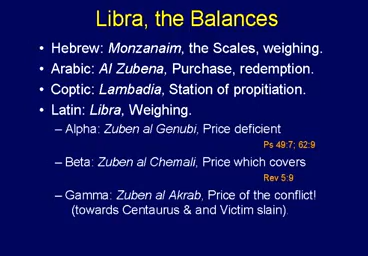 Libra, the Balances
• Hebrew: Monzanaim, the Scales, weighing.
• Arabic: Al Zubena, Purchase, redemption.
• Coptic: Lambadia, Station of propitiation.
• Latin: Libra, Weighing.
– Alpha: Zuben al Genubi, Price deficient
Ps 49:7; 62:9
– Beta: Zuben al Chemali, Price which covers
Rev 5:9
– Gamma: Zuben al Akrab, Price of the conflict!
(towards Centaurus & and Victim slain).